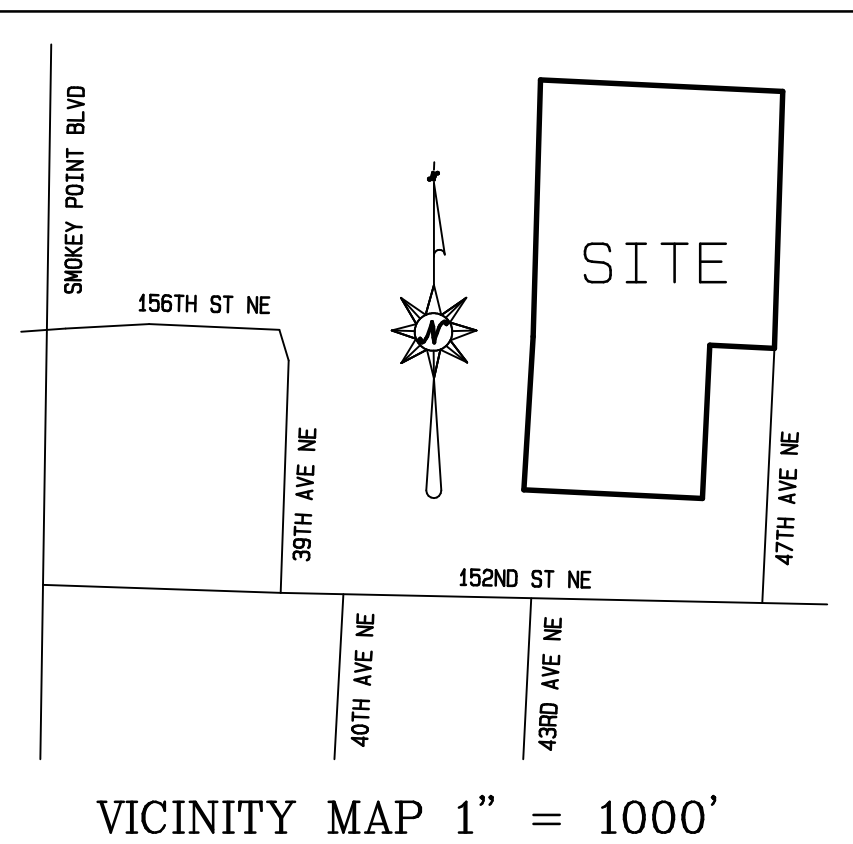 SMOKEY POINT BLVD
156TH ST NE
N
SITE
39TH AVE NE
47TH AVE NE
152ND ST NE
40TH AVE NE
43RD AVE NE
VICINITY MAP 1" = 1000'